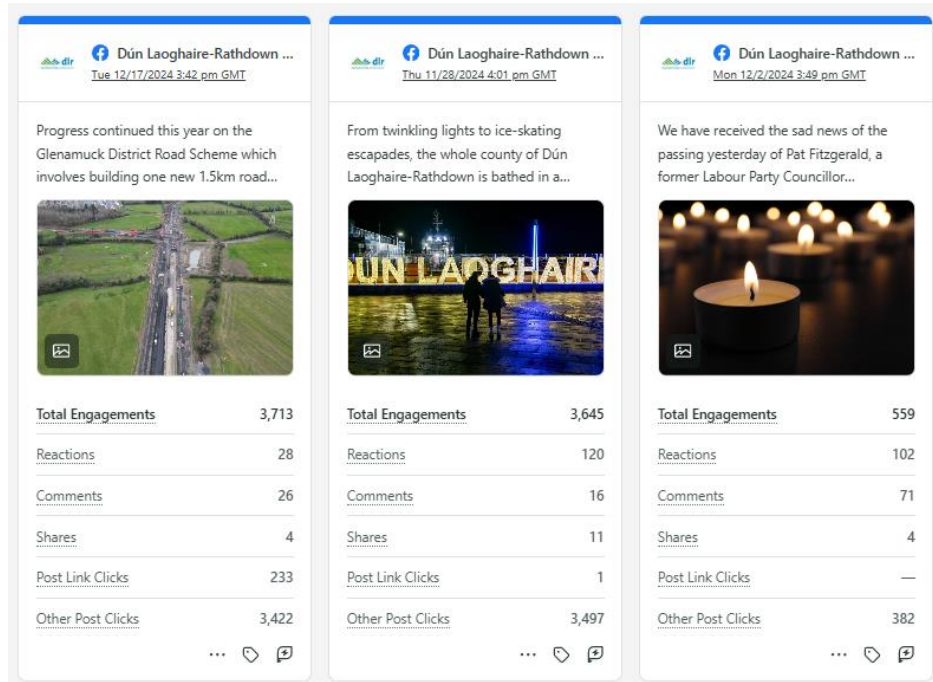 dlr
Dún Laoghaire-Rathdown ...
Tue 12/17/2024 3:42 pm GMT
Progress continued this year on the
Glenamuck District Road Scheme which
involves building one new 1.5km road...
Total Engagements 3,713
Reactions 28
Comments 26
Shares 4
Post Link Clicks 233
Other Post Clicks 3,422
dlr
Dún Laoghaire-Rathdown ...
Thu 11/28/2024 4:01 pm GMT
From twinkling lights to ice-skating
escapades, the whole county of Dún
Laoghaire-Rathdown is bathed in a...
DUN LAOGHAIR
Total Engagements 3,645
Reactions 120
Comments 16
Shares 11
Post Link Clicks 1
Other Post Clicks 3,497
dlr
Dún Laoghaire-Rathdown ...
Mon 12/2/2024 3:49 pm GMT
We have received the sad news of the
passing yesterday of Pat Fitzgerald, a
former Labour Party Councillor...
Total Engagements 559
Reactions 102
Comments 71
Shares 4
Post Link Clicks —
Other Post Clicks 382